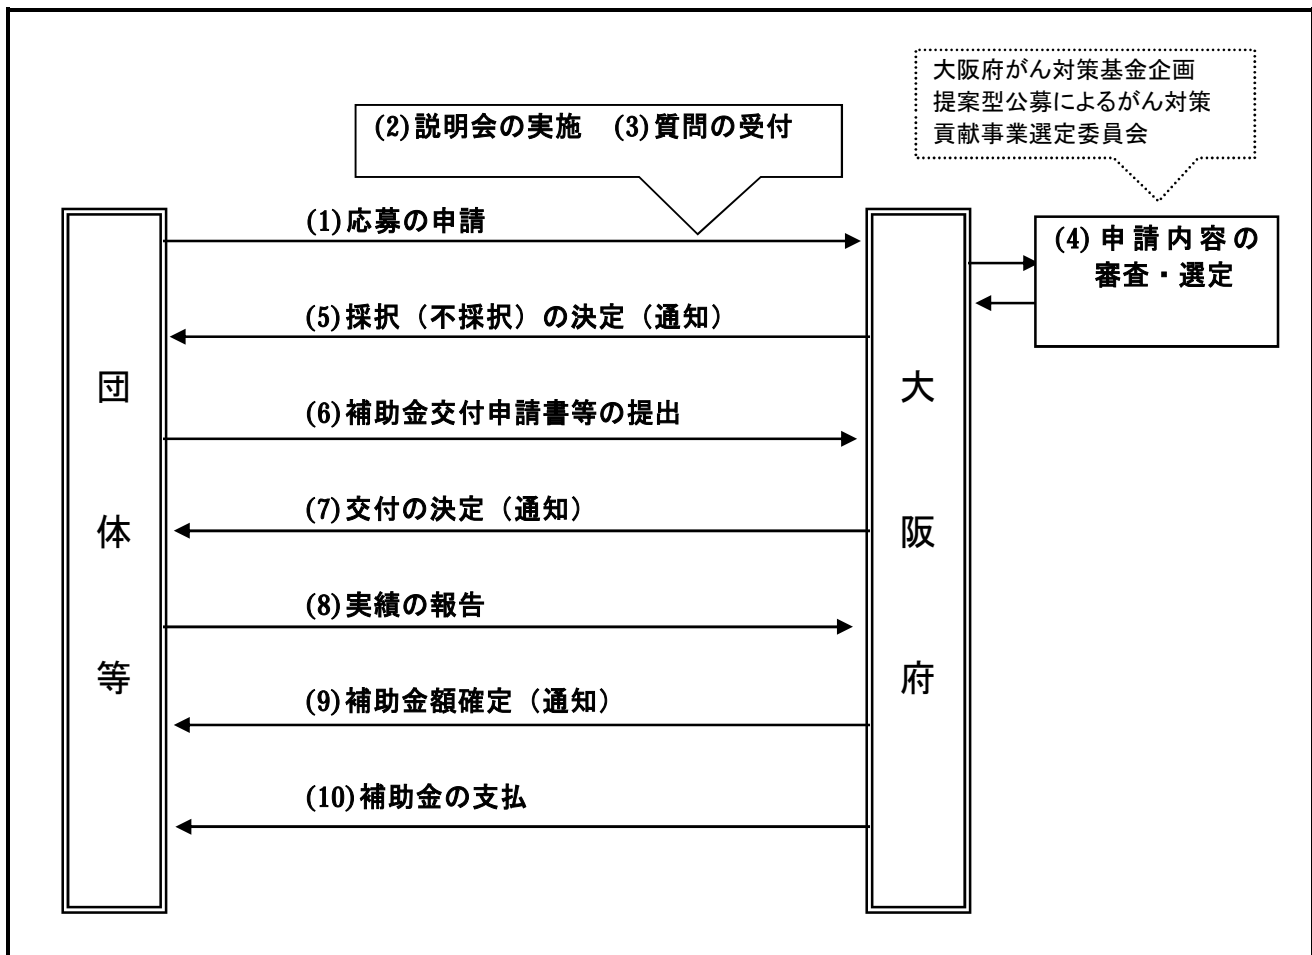 大阪府がん対策基金企画
提案型公募によるがん対策
貢献事業選定委員会
(2)説明会の実施　(3)質問の受付
(1)応募の申請
(4)申請内容の
審査・選定
(5)採択（不採択）の決定（通知）
(6)補助金交付申請書等の提出
(7)交付の決定（通知）
(8)実績の報告
(9)補助金額確定（通知）
(10)補助金の支払
団体等
大阪府